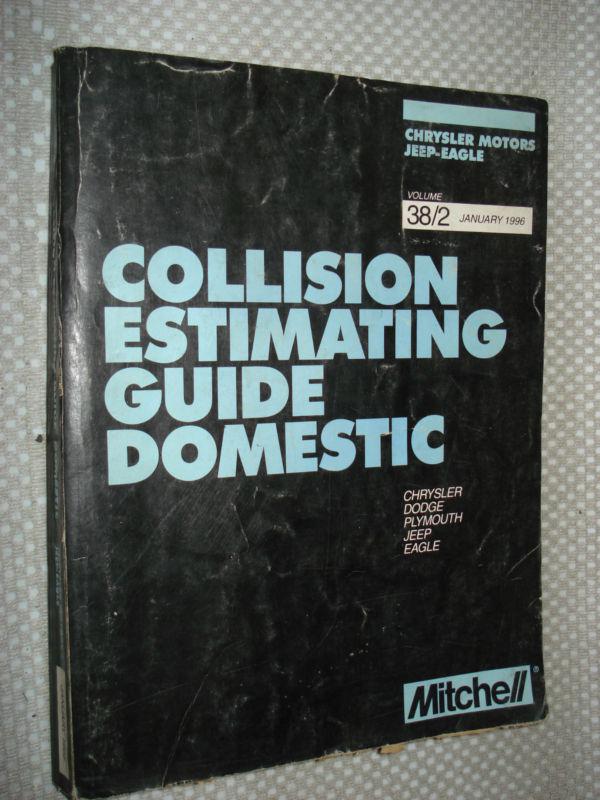 CHRYSLER MOTORS
JEEP-EAGLE
VOLUME
38/2 JANUARY 1996
COLLISION
ESTIMATING
GUIDE
DOMESTIC
CHRYSLER
DODGE
PLYMOUTH
JEEP
EAGLE
Mitchell®